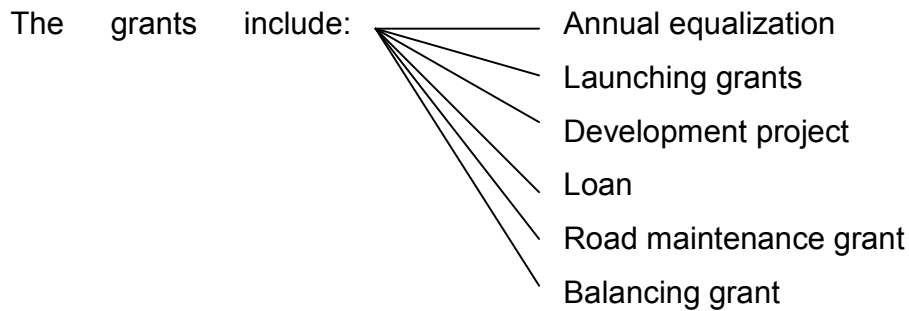 The grants include: Annual equalization
Launching grants
Development project
Loan
Road maintenance grant
Balancing grant